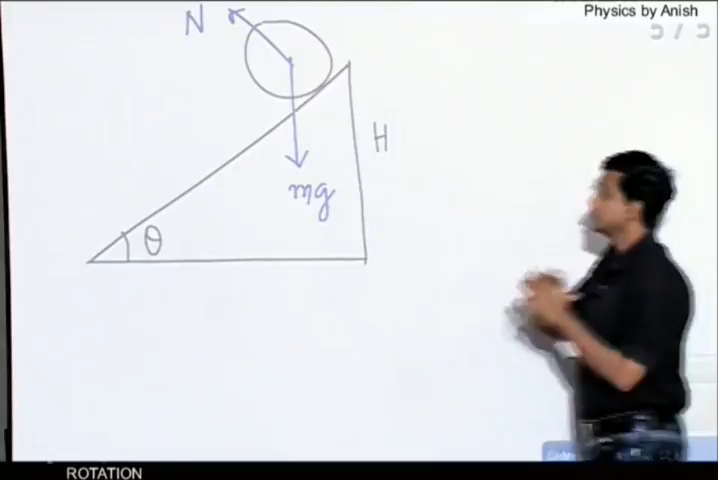 Physics by Anish
N
H
mg
θ
ROTATION